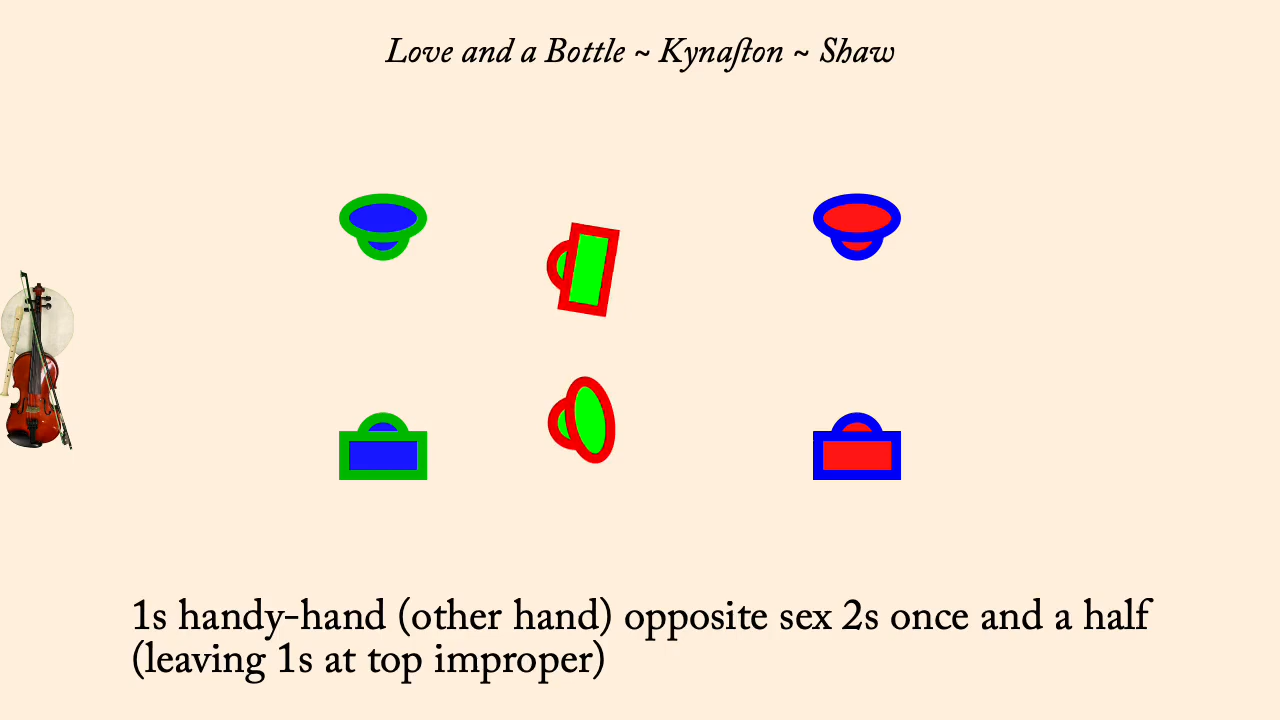 Love and a Bottle ~ Kynaſton ~ Shaw
1s handy-hand (other hand) opposite sex 2s once and a half
(leaving 1s at top improper)